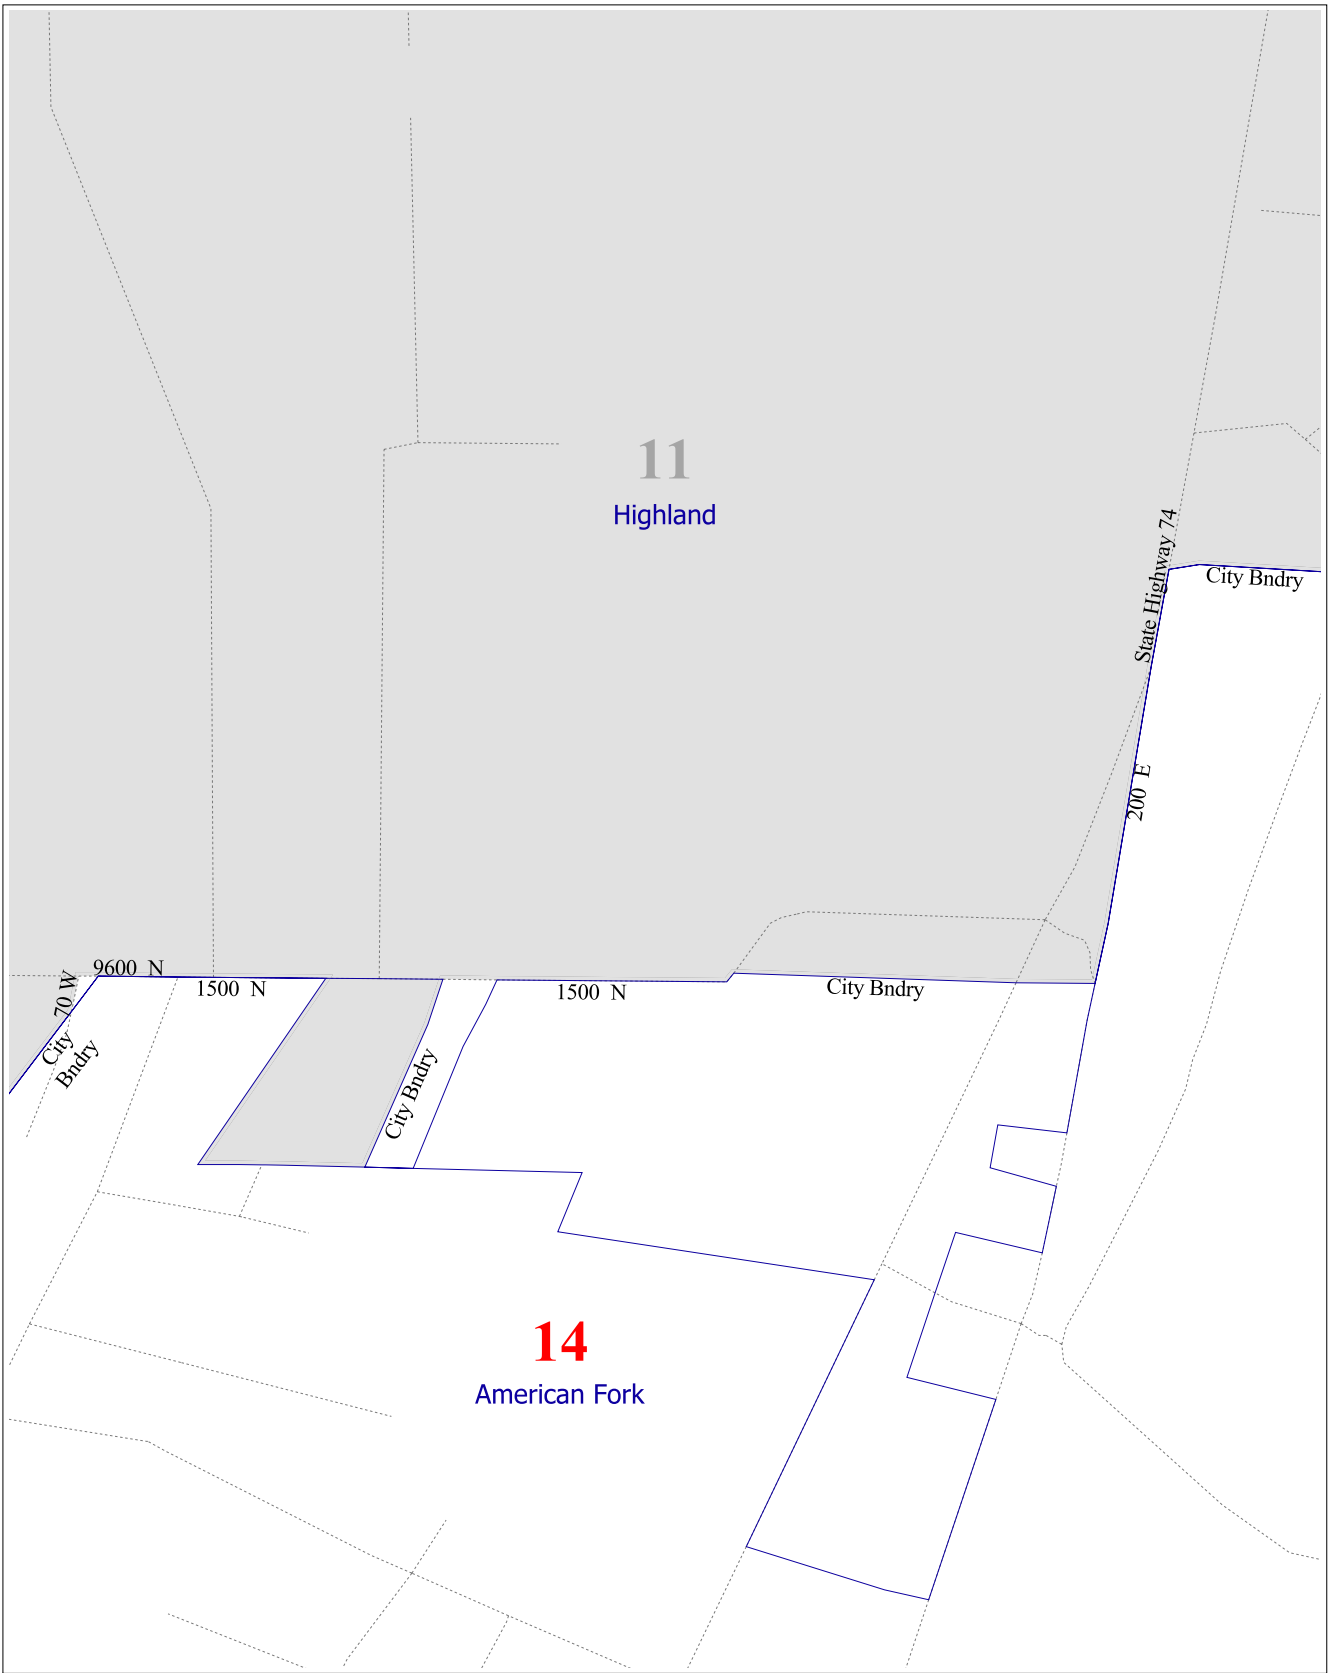 11
Highland
State Highway 74
City Bndry
200 E
9600 N
70 W
1500 N
1500 N
City Bndry
City
Bndry
City Bndry
14
American Fork